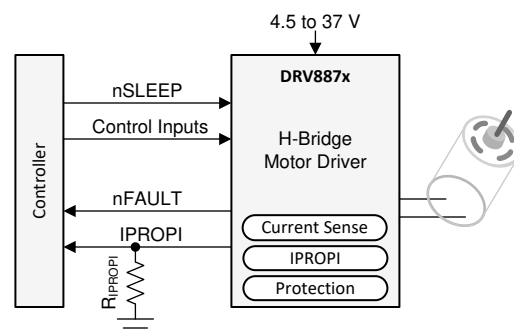 4.5 to 37 V
DRV887x
nSLEEP
Control Inputs
H-Bridge
Motor Driver
Controller
nFAULT
IPROPI
Current Sense
IPROPI
Protection
RIPROPI